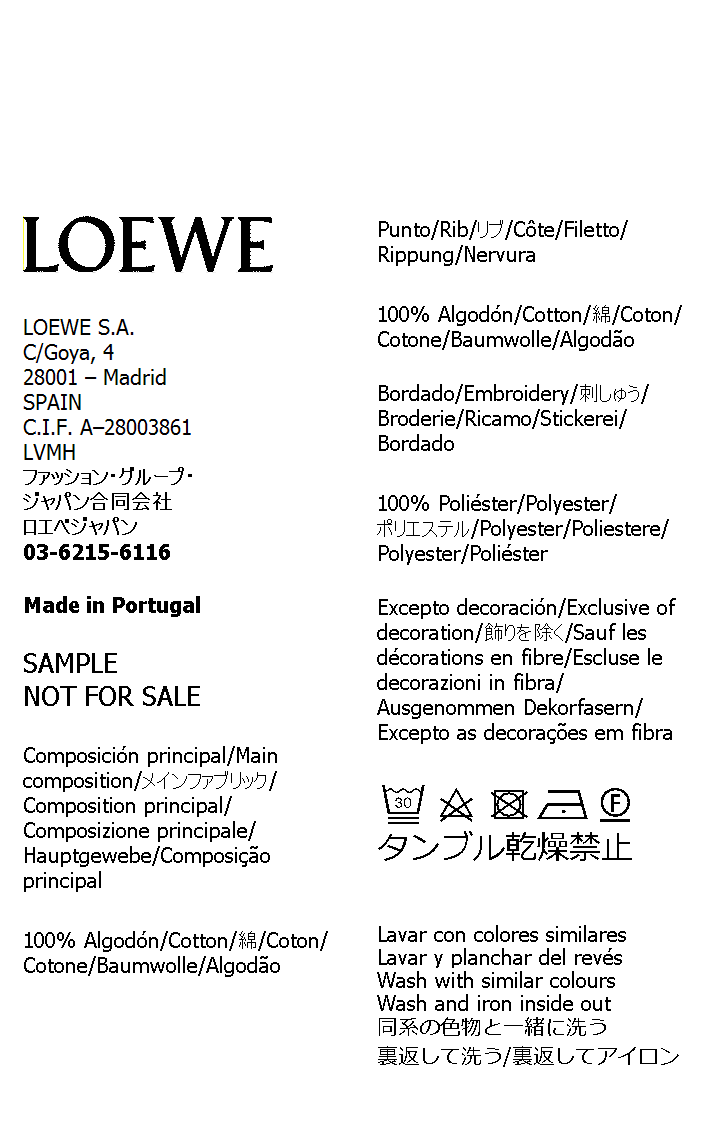 LOEWE
LOEWE S.A.
C/Goya, 4
28001 – Madrid
SPAIN
C.I.F. A–28003861
LVMH
ファッション・グループ・
ジャパン合同会社
ロエベジャパン
03-6215-6116
Made in Portugal
SAMPLE
NOT FOR SALE
Composición principal/Main
composition/メインファブリック/
Composition principal/
Composizione principale/
Hauptgewebe/Composição
principal
100% Algodón/Cotton/綿/Coton/
Cotone/Baumwolle/Algodão
Punto/Rib/リブ/Côte/Filetto/
Rippung/Nervura
100% Algodón/Cotton/綿/Coton/
Cotone/Baumwolle/Algodão
Bordado/Embroidery/刺しゅう/
Broderie/Ricamo/Stickerei/
Bordado
100% Poliéster/Polyester/
ポリエステル/Polyester/Poliestere/
Polyester/Poliéster
Excepto decoración/Exclusive of
decoration/飾りを除く/Sauf les
décorations en fibre/Escluse le
decorazioni in fibra/
Ausgenommen Dekorfasern/
Excepto as decorações em fibra
30 F
タンブル乾燥禁止
Lavar con colores similares
Lavar y planchar del revés
Wash with similar colours
Wash and iron inside out
同系の色物と一緒に洗う
裏返して洗う/裏返してアイロン